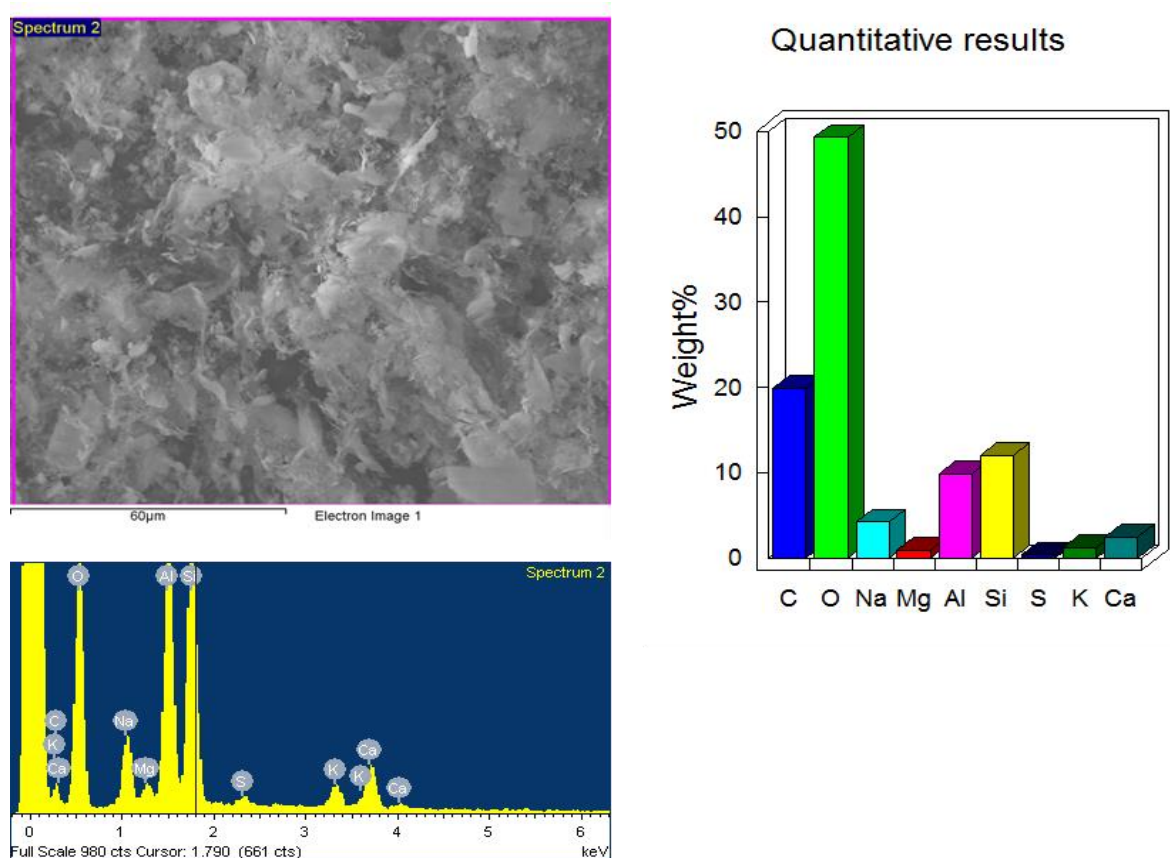 Spectrum 2
60µm Electron Image 1
Quantitative results
Weight%
50
40
30
20
10
0
C O Na Mg Al Si S K Ca
Spectrum 2
O Al Si
C Na Ca
K Mg S K K Ca
Ca
0 1 2 3 4 5 6
Full Scale 980 cts Cursor: 1.790 (661 cts) keV